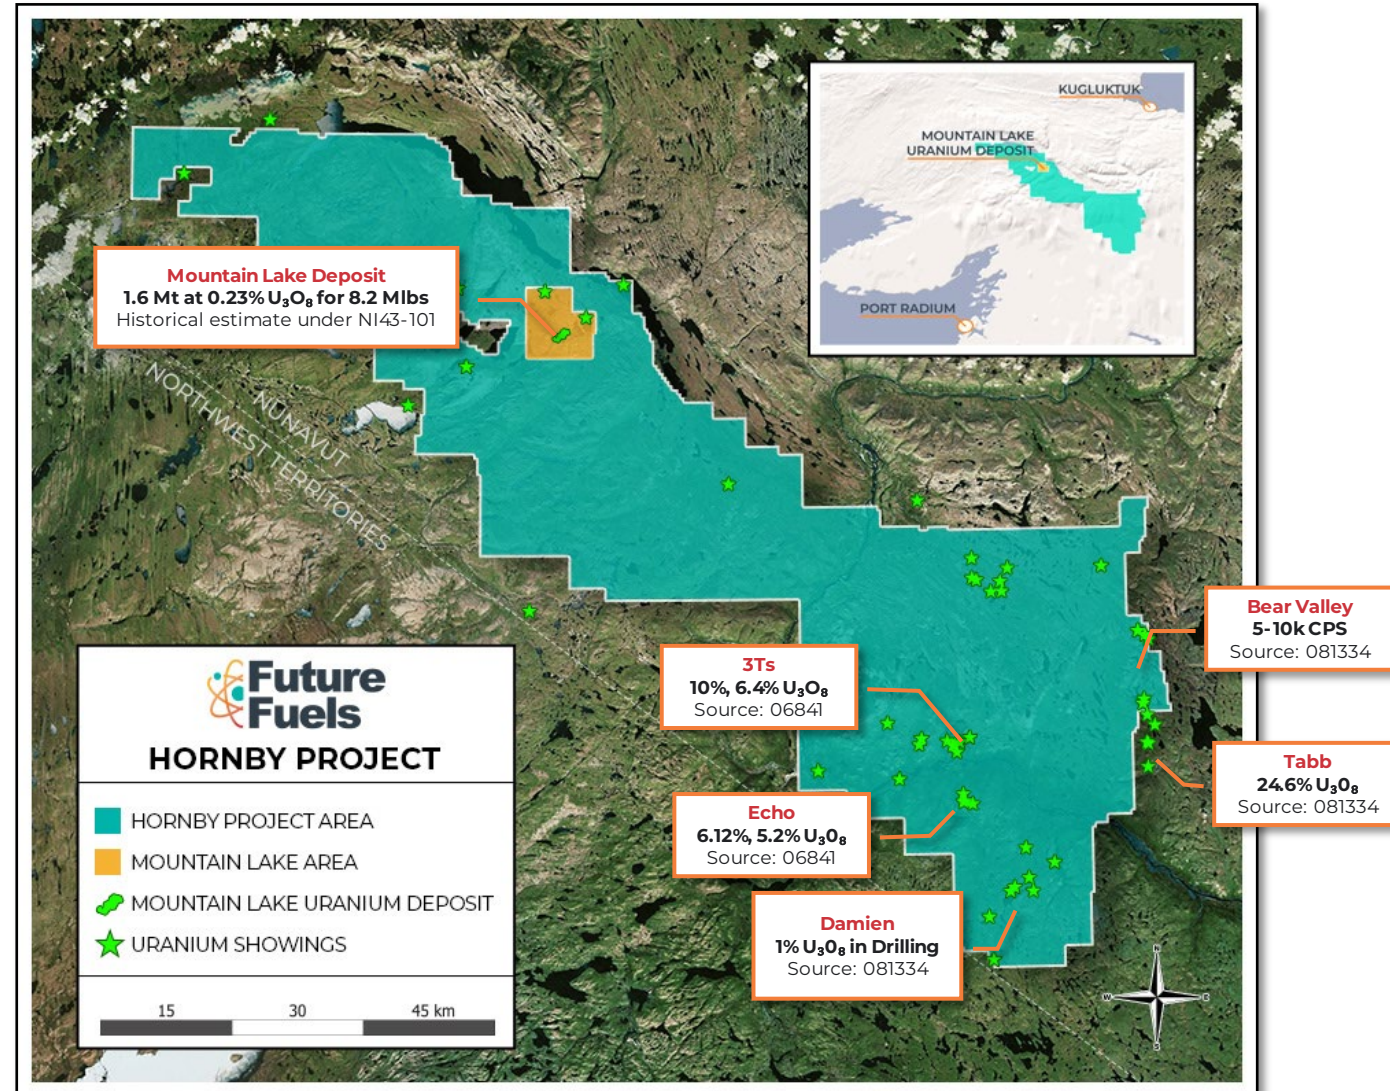 KUGLUKTUK
MOUNTAIN LAKE
URANIUM DEPOSIT
PORT RADIUM
Mountain Lake Deposit
1.6 Mt at 0.23% U₃O₈ for 8.2 Mlbs
Historical estimate under NI43-101
NUNAVUT
NORTHWEST TERRITORIES
Bear Valley
5-10k CPS
Source: 081334
3Ts
10%, 6.4% U₃O₈
Source: 06841
Tabb
24.6% U₃0₈
Source: 081334
Echo
6.12%, 5.2% U₃0₈
Source: 06841
Damien
1% U₃0₈ in Drilling
Source: 081334
Future
Fuels
HORNBY PROJECT
HORNBY PROJECT AREA
MOUNTAIN LAKE AREA
MOUNTAIN LAKE URANIUM DEPOSIT
URANIUM SHOWINGS
15 30 45 km
N
W E
S